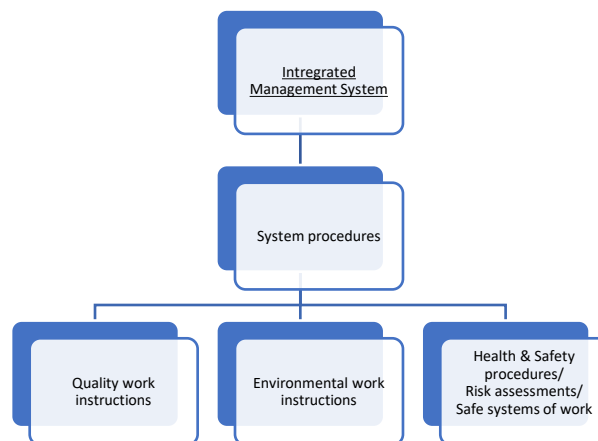 Intregrated
Management System
System procedures
Quality work
instructions
Environmental work
instructions
Health & Safety
procedures/
Risk assessments/
Safe systems of work